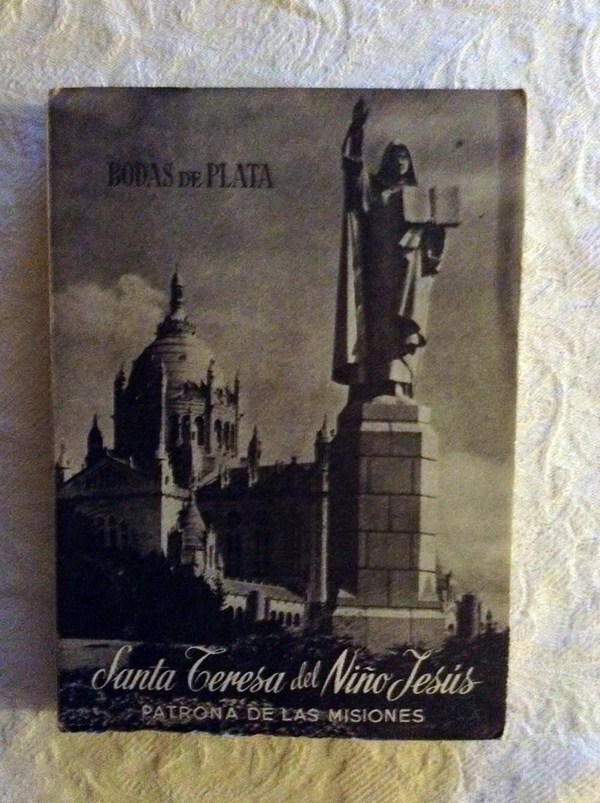 BODAS DE PLATA
Santa Teresa del Niño Jesús
PATRONA DE LAS MISIONES